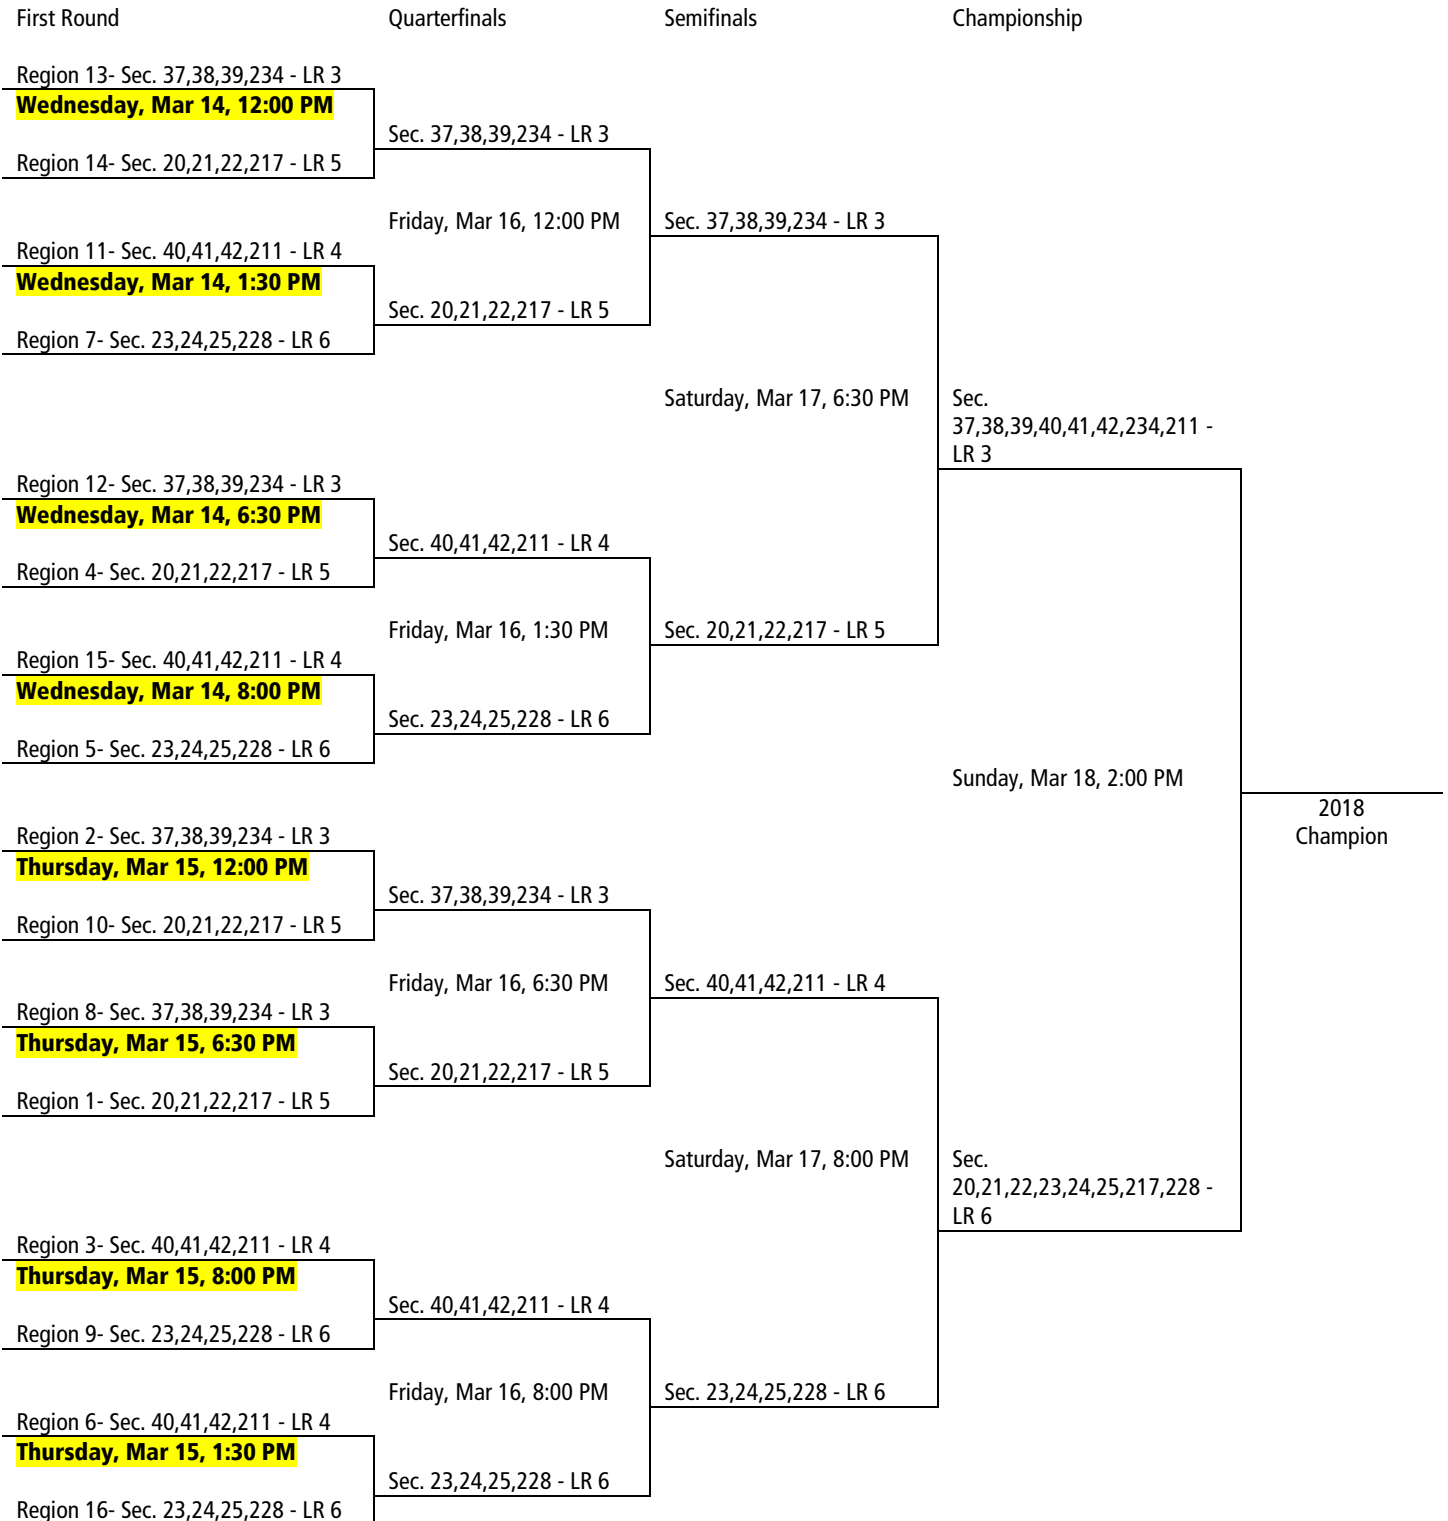 First Round
Quarterfinals
Semifinals
Championship
Region 13- Sec. 37,38,39,234 - LR 3
Wednesday, Mar 14, 12:00 PM
Sec. 37,38,39,234 - LR 3
Region 14- Sec. 20,21,22,217 - LR 5
Friday, Mar 16, 12:00 PM
Sec. 37,38,39,234 - LR 3
Region 11- Sec. 40,41,42,211 - LR 4
Wednesday, Mar 14, 1:30 PM
Sec. 20,21,22,217 - LR 5
Region 7- Sec. 23,24,25,228 - LR 6
Saturday, Mar 17, 6:30 PM
Sec.
37,38,39,40,41,42,234,211 -
LR 3
Region 12- Sec. 37,38,39,234 - LR 3
Wednesday, Mar 14, 6:30 PM
Sec. 40,41,42,211 - LR 4
Region 4- Sec. 20,21,22,217 - LR 5
Friday, Mar 16, 1:30 PM
Sec. 20,21,22,217 - LR 5
Region 15- Sec. 40,41,42,211 - LR 4
Wednesday, Mar 14, 8:00 PM
Sec. 23,24,25,228 - LR 6
Region 5- Sec. 23,24,25,228 - LR 6
Sunday, Mar 18, 2:00 PM
2018
Champion
Region 2- Sec. 37,38,39,234 - LR 3
Thursday, Mar 15, 12:00 PM
Sec. 37,38,39,234 - LR 3
Region 10- Sec. 20,21,22,217 - LR 5
Friday, Mar 16, 6:30 PM
Sec. 40,41,42,211 - LR 4
Region 8- Sec. 37,38,39,234 - LR 3
Thursday, Mar 15, 6:30 PM
Sec. 20,21,22,217 - LR 5
Region 1- Sec. 20,21,22,217 - LR 5
Saturday, Mar 17, 8:00 PM
Sec.
20,21,22,23,24,25,217,228 -
LR 6
Region 3- Sec. 40,41,42,211 - LR 4
Thursday, Mar 15, 8:00 PM
Sec. 40,41,42,211 - LR 4
Region 9- Sec. 23,24,25,228 - LR 6
Friday, Mar 16, 8:00 PM
Sec. 23,24,25,228 - LR 6
Region 6- Sec. 40,41,42,211 - LR 4
Thursday, Mar 15, 1:30 PM
Sec. 23,24,25,228 - LR 6
Region 16- Sec. 23,24,25,228 - LR 6